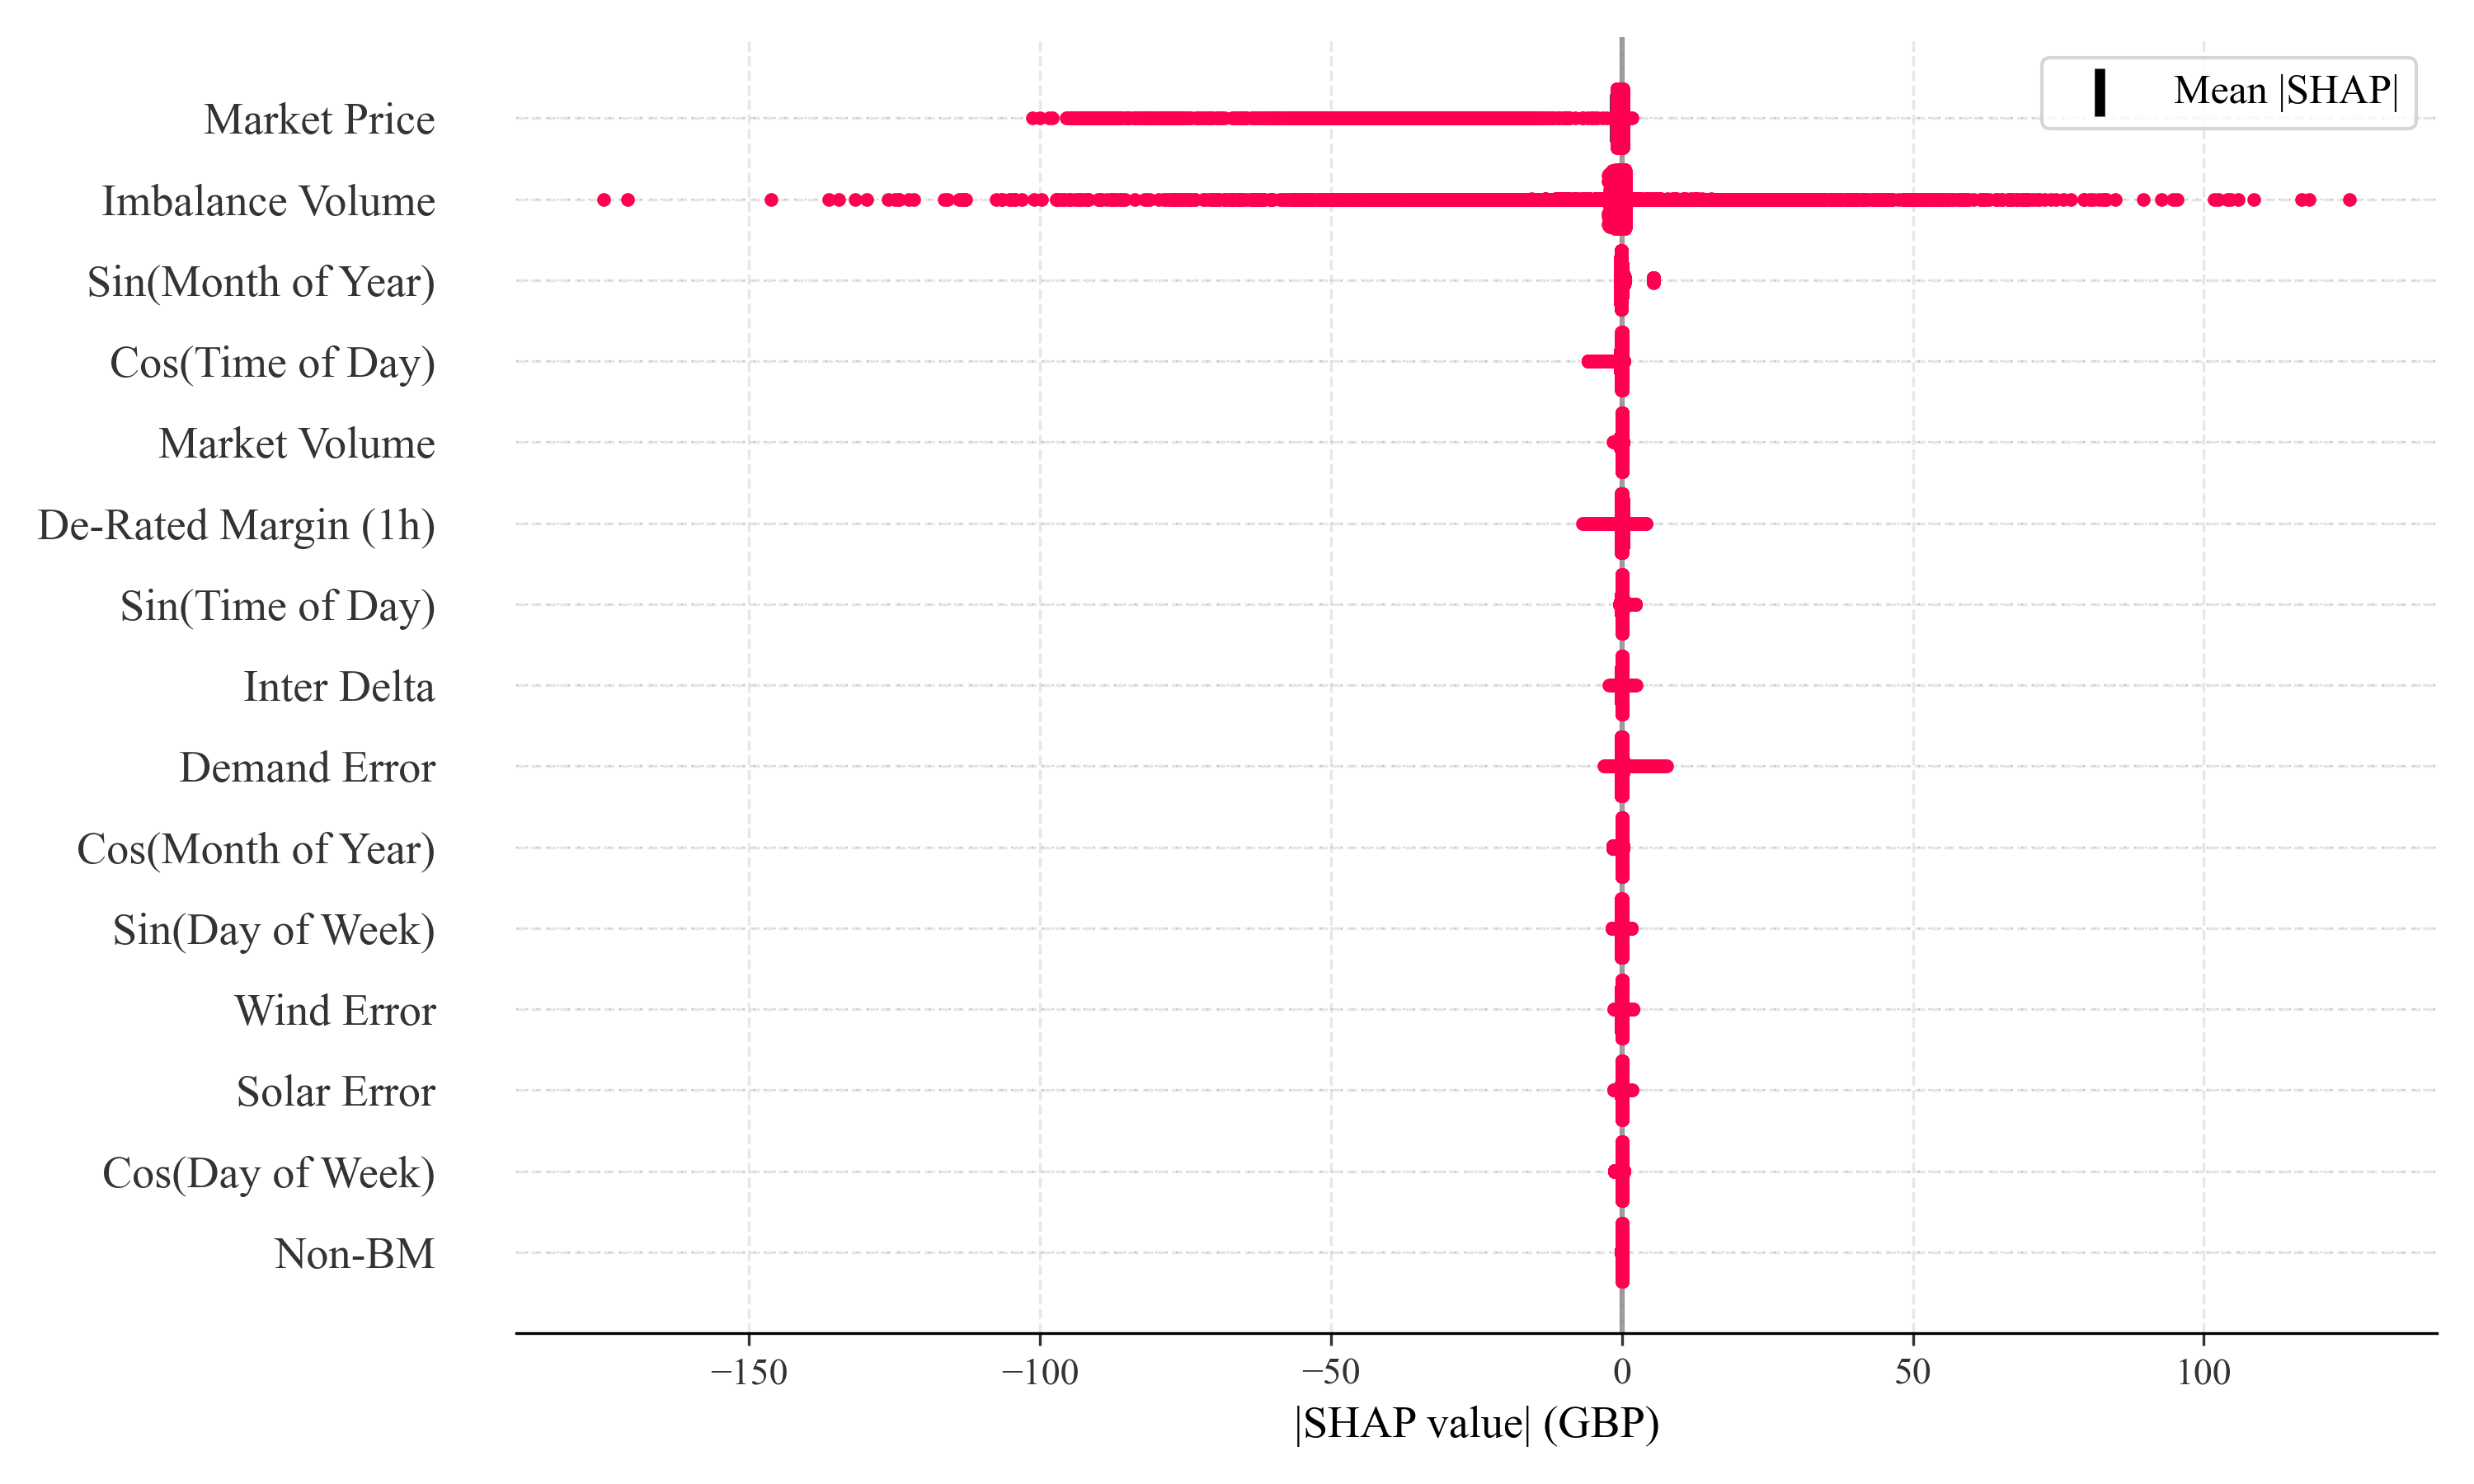 Mean |SHAP|
Market Price
Imbalance Volume
Sin(Month of Year)
Cos(Time of Day)
Market Volume
De-Rated Margin (1h)
Sin(Time of Day)
Inter Delta
Demand Error
Cos(Month of Year)
Sin(Day of Week)
Wind Error
Solar Error
Cos(Day of Week)
Non-BM
−150 −100 −50 0 50 100
|SHAP value| (GBP)